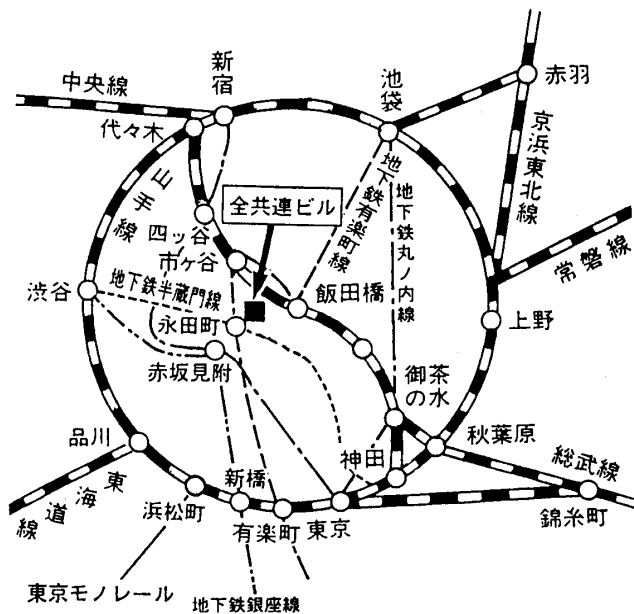 新宿
中央線
池袋
赤羽
代々木
京浜東北線
山手線
地下鉄有楽町線
地下鉄丸ノ内線
全共連ビル
四ッ谷
市ヶ谷
常磐線
渋谷
地下鉄半蔵門線
飯田橋
上野
永田町
赤坂見附
御茶の水
品川
秋葉原
神田
総武線
東海道線
新橋
浜松町
有楽町
東京
錦糸町
東京モノレール
地下鉄銀座線